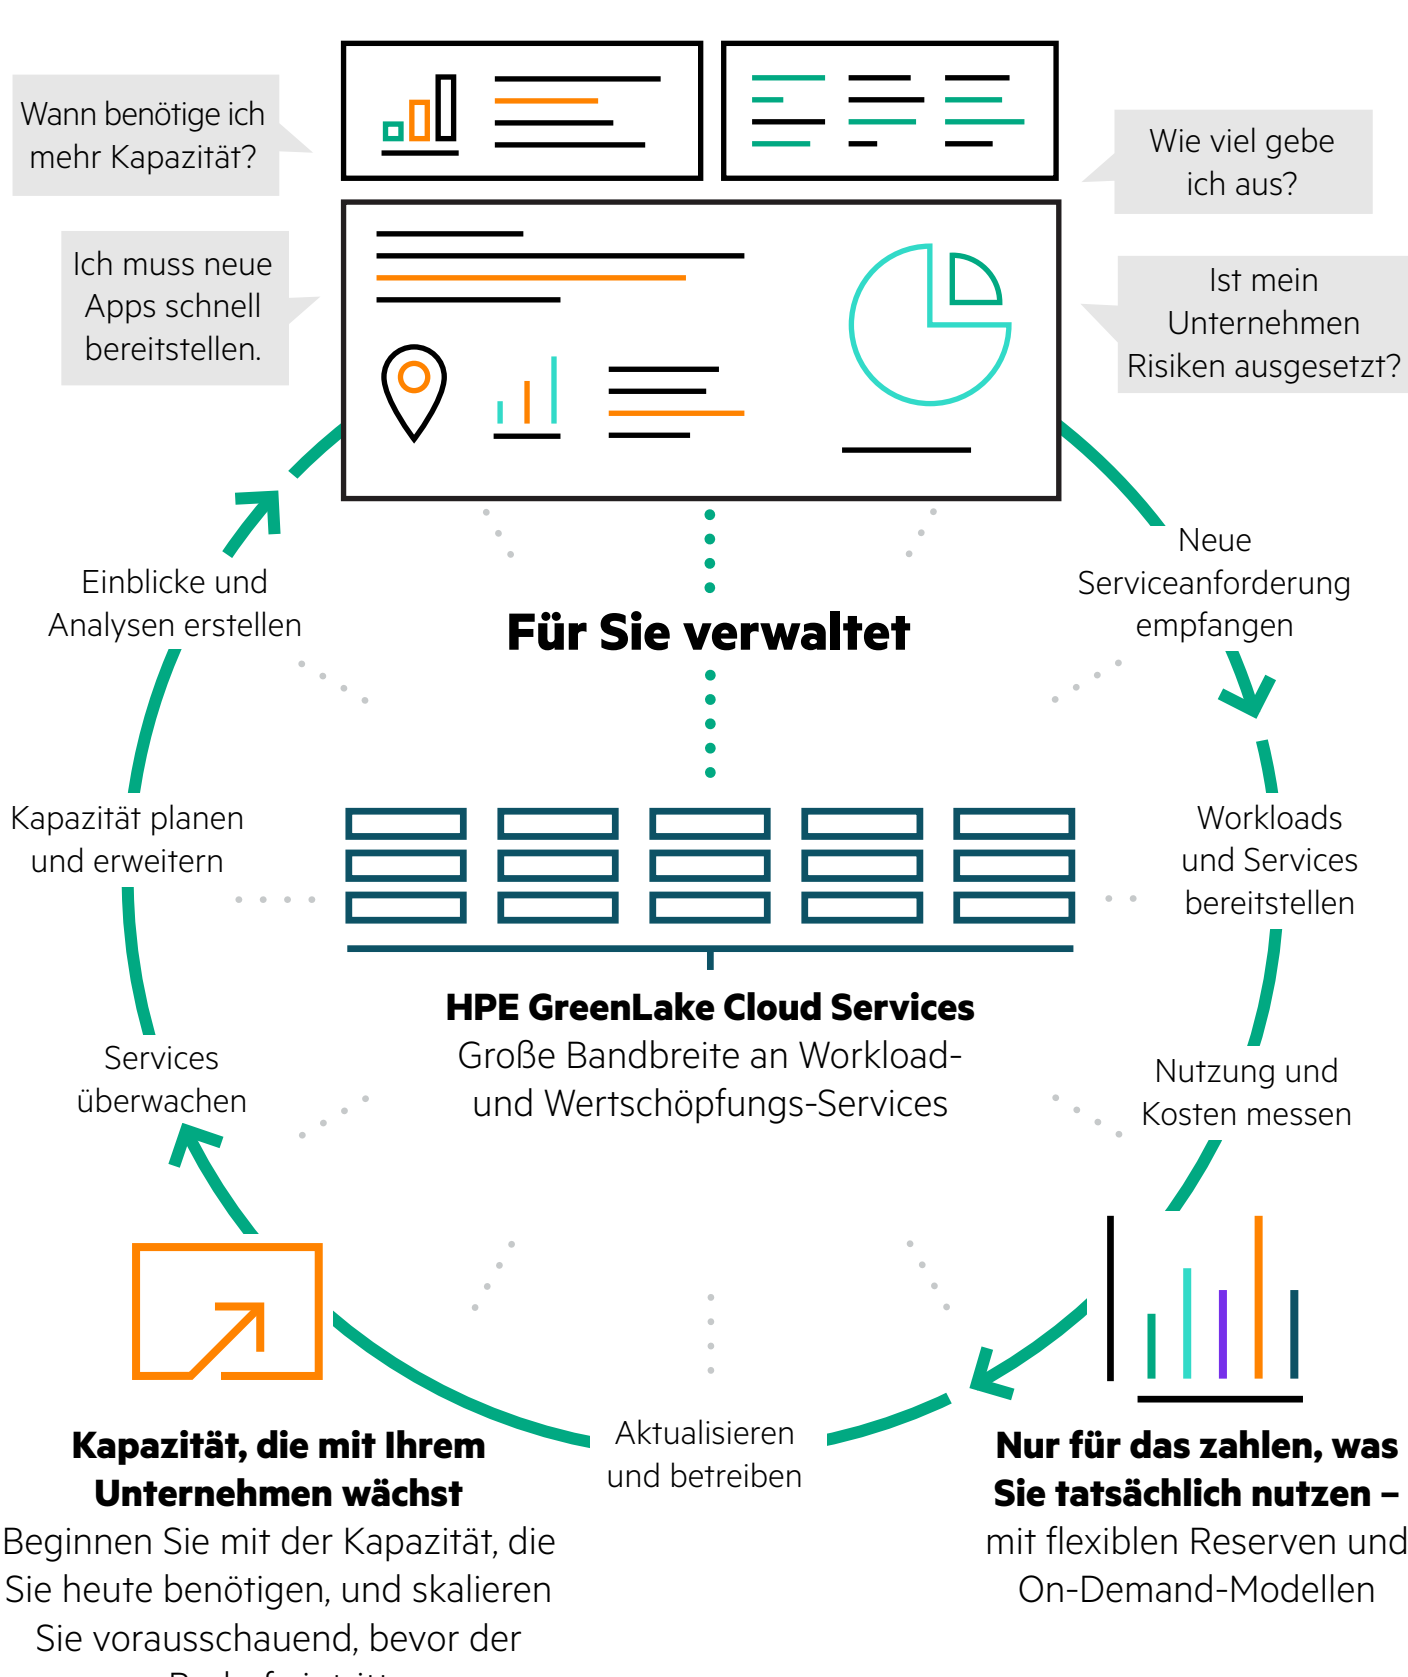 Wann benötige ich
mehr Kapazität?
Wie viel gebe
ich aus?
Ich muss neue
Apps schnell
bereitstellen.
Ist mein
Unternehmen
Risiken ausgesetzt?
Neue
Serviceanforderung
empfangen
Einblicke und
Analysen erstellen
Für Sie verwaltet
Kapazität planen
und erweitern
Workloads
und Services
bereitstellen
HPE GreenLake Cloud Services
Große Bandbreite an Workload-
und Wertschöpfungs-Services
Services
überwachen
Nutzung und
Kosten messen
Aktualisieren
und betreiben
Kapazität, die mit Ihrem
Unternehmen wächst
Beginnen Sie mit der Kapazität, die
Sie heute benötigen, und skalieren
Sie vorausschauend, bevor der
Nur für das zahlen, was
Sie tatsächlich nutzen –
mit flexiblen Reserven und
On-Demand-Modellen